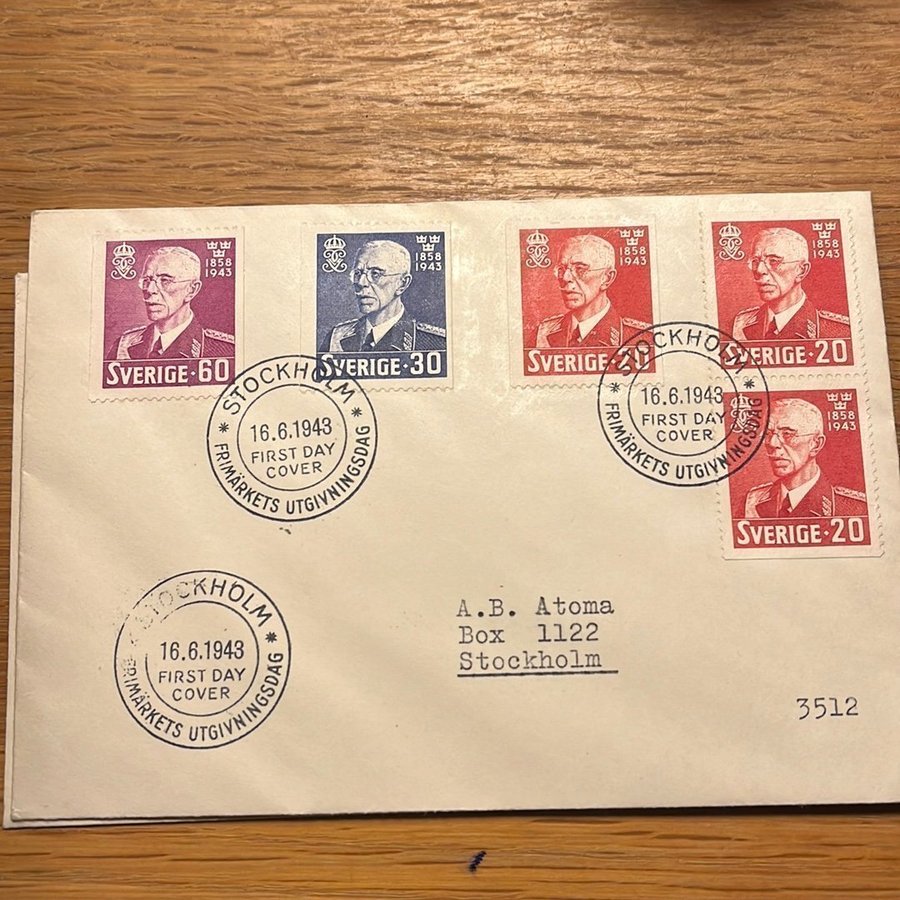 1858
1943
SVERIGE·60
1858
1943
SVERIGE·30
1858
1943
SVERIGE·20
1858
1943
SVERIGE·20
1858
1943
SVERIGE·20
STOCKHOLM
16.6.1943
FIRST DAY
COVER
* FRIMÄRKETS UTGIVNINGSDAG *
STOCKHOLM
16.6.1943
FIRST DAY
COVER
* FRIMÄRKETS UTGIVNINGSDAG *
STOCKHOLM
16.6.1943
FIRST DAY
COVER
FRIMÄRKETS UTGIVNINGSDAG *
A.B. Atoma
Box 1122
Stockholm
3512